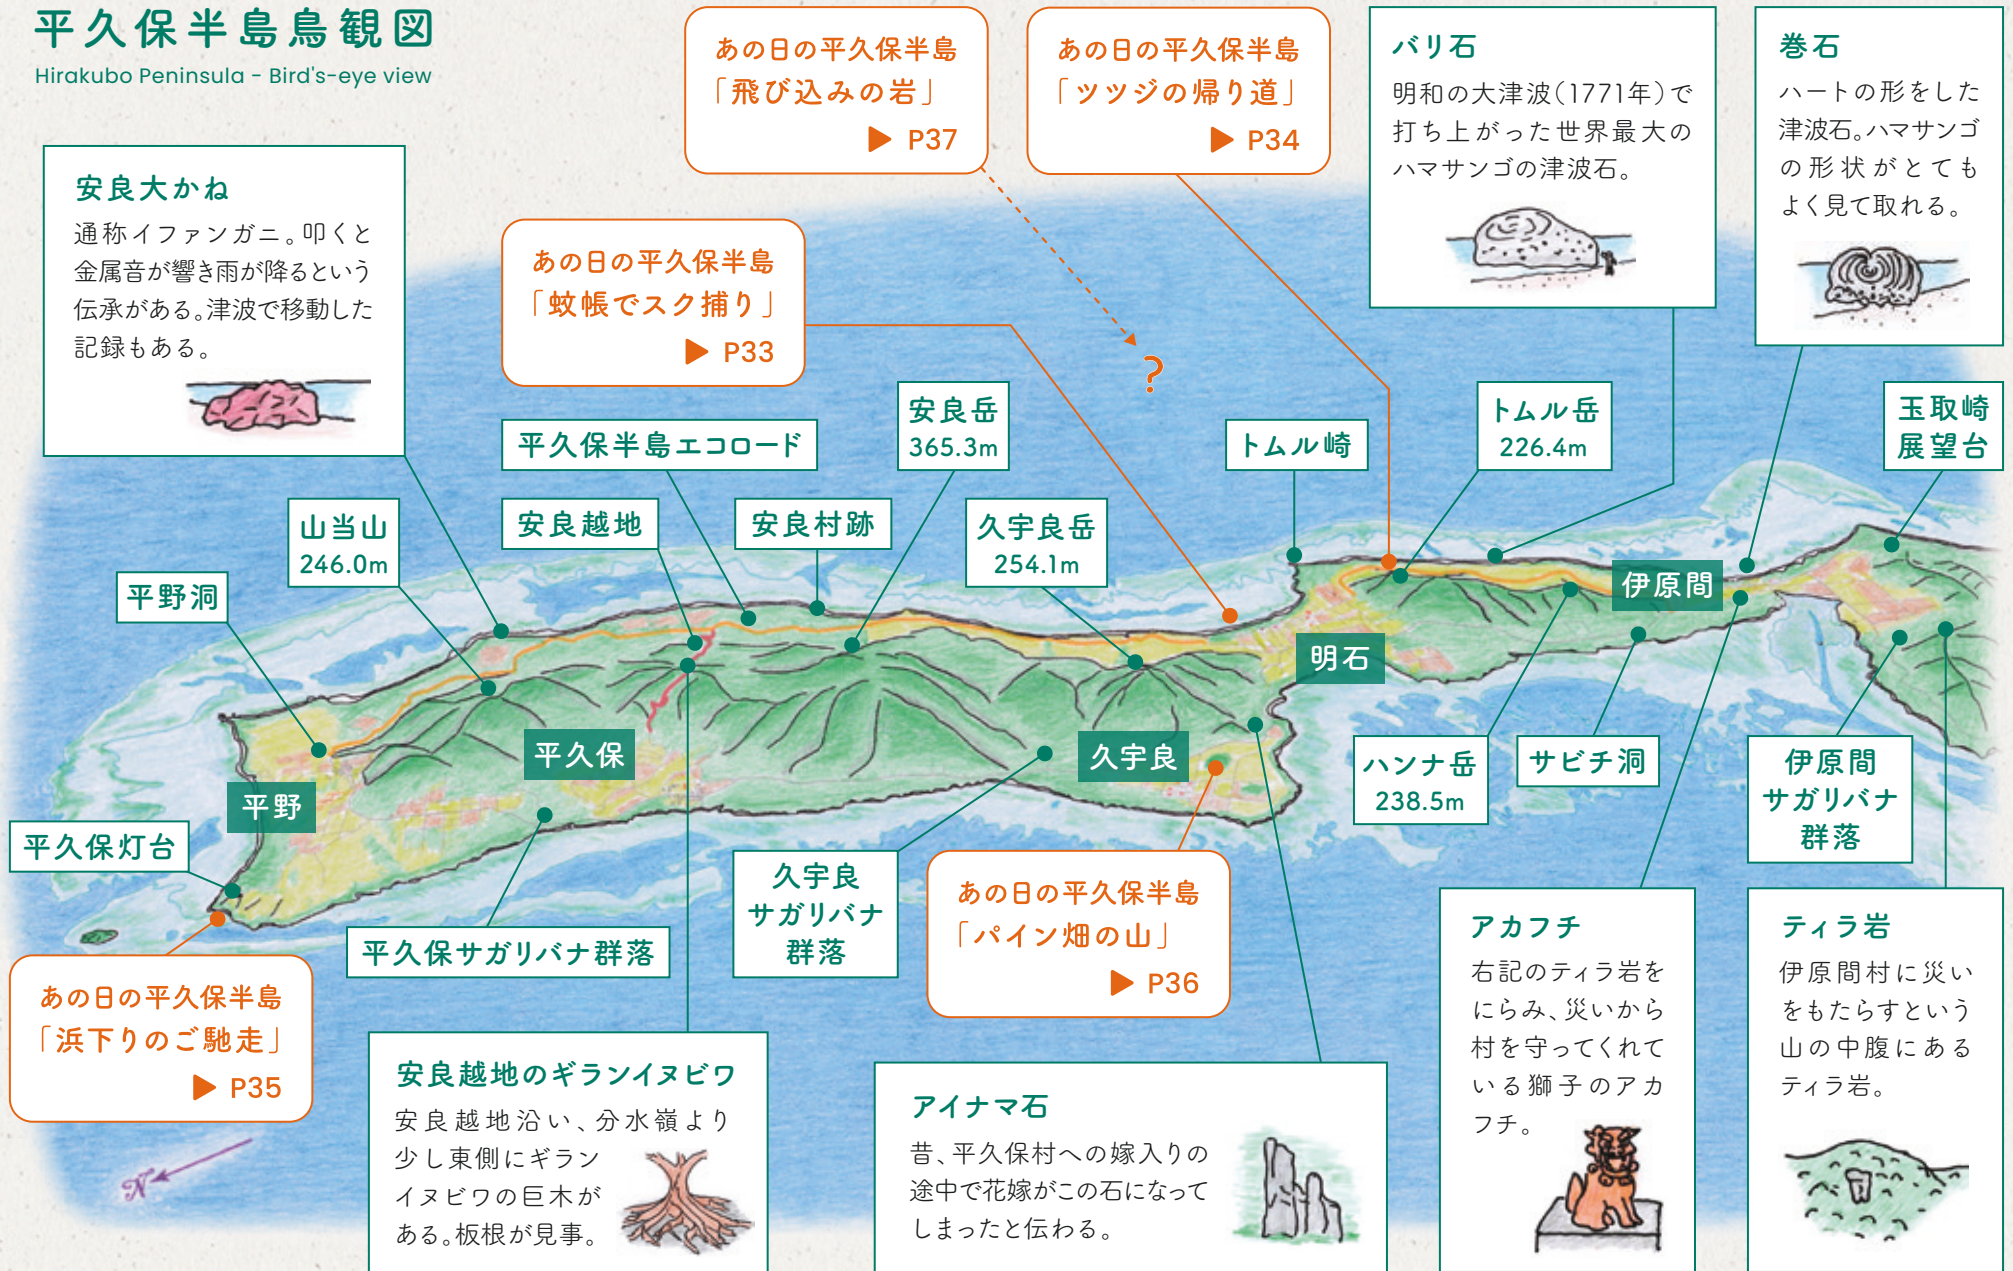 平久保半島鳥観図
Hirakubo Peninsula - Bird's-eye view
あの日の平久保半島
「飛び込みの岩」
▶ P37
あの日の平久保半島
「ツツジの帰り道」
▶ P34
バリ石
明和の大津波(1771年)で
打ち上がった世界最大の
ハマサンゴの津波石。
巻石
ハートの形をした
津波石。ハマサンゴ
の形状がとても
よく見て取れる。
安良大かね
通称イファンガニ。叩くと
金属音が響き雨が降るという
伝承がある。津波で移動した
記録もある。
あの日の平久保半島
「蚊帳でスク捕り」
▶ P33
?
平久保半島エコロード
安良岳
365.3m
トムル崎
トムル岳
226.4m
玉取崎
展望台
山当山
246.0m
安良越地
安良村跡
久宇良岳
254.1m
平野洞
伊原間
明石
平久保
久宇良
平野
ハンナ岳
238.5m
サビチ洞
伊原間
サガリバナ
群落
平久保灯台
久宇良
サガリバナ
群落
あの日の平久保半島
「パイン畑の山」
▶ P36
平久保サガリバナ群落
あの日の平久保半島
「浜下りのご馳走」
▶ P35
N
安良越地のギランイヌビワ
安良越地沿い、分水嶺より
少し東側にギラン
イヌビワの巨木が
ある。板根が見事。
アイナマ石
昔、平久保村への嫁入りの
途中で花嫁がこの石になって
しまったと伝わる。
アカフチ
右記のティラ岩を
にらみ、災いから
村を守ってくれて
いる獅子のアカ
フチ。
ティラ岩
伊原間村に災い
をもたらすという
山の中腹にある
ティラ岩。